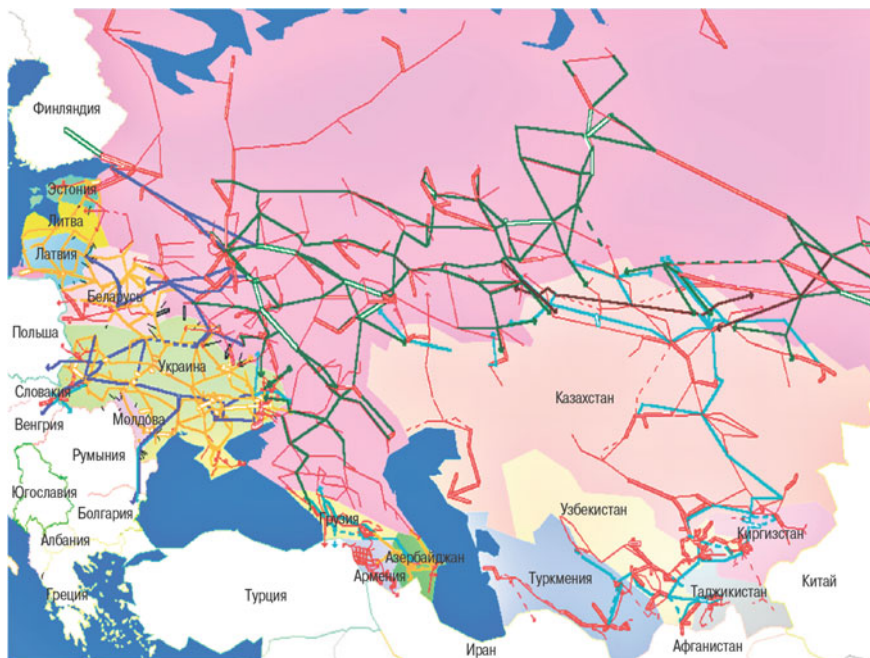 Финляндия
Эстония
Литва
Латвия
Беларусь
Польша
Украина
Словакия
Венгрия
Молдова
Казахстан
Румыния
Югославия
Болгария
Узбекистан
Грузия
Киргизстан
Албания
Азербайджан
Армения
Туркмения
Таджикистан
Китай
Греция
Турция
Афганистан
Иран